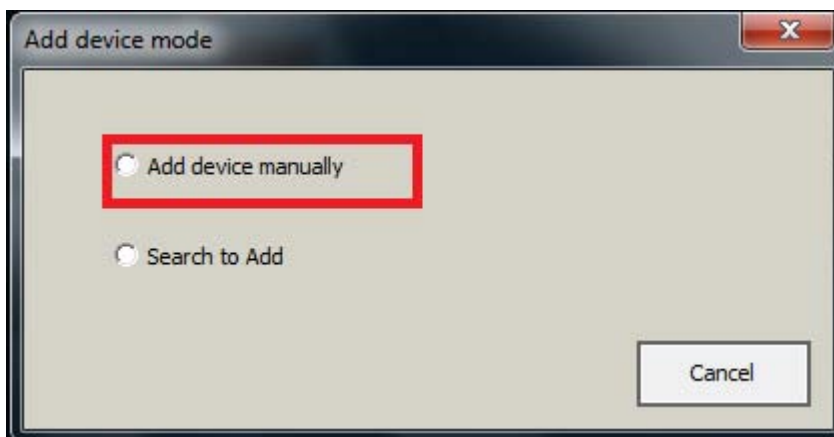 Add device mode
Add device manually
Search to Add
Cancel